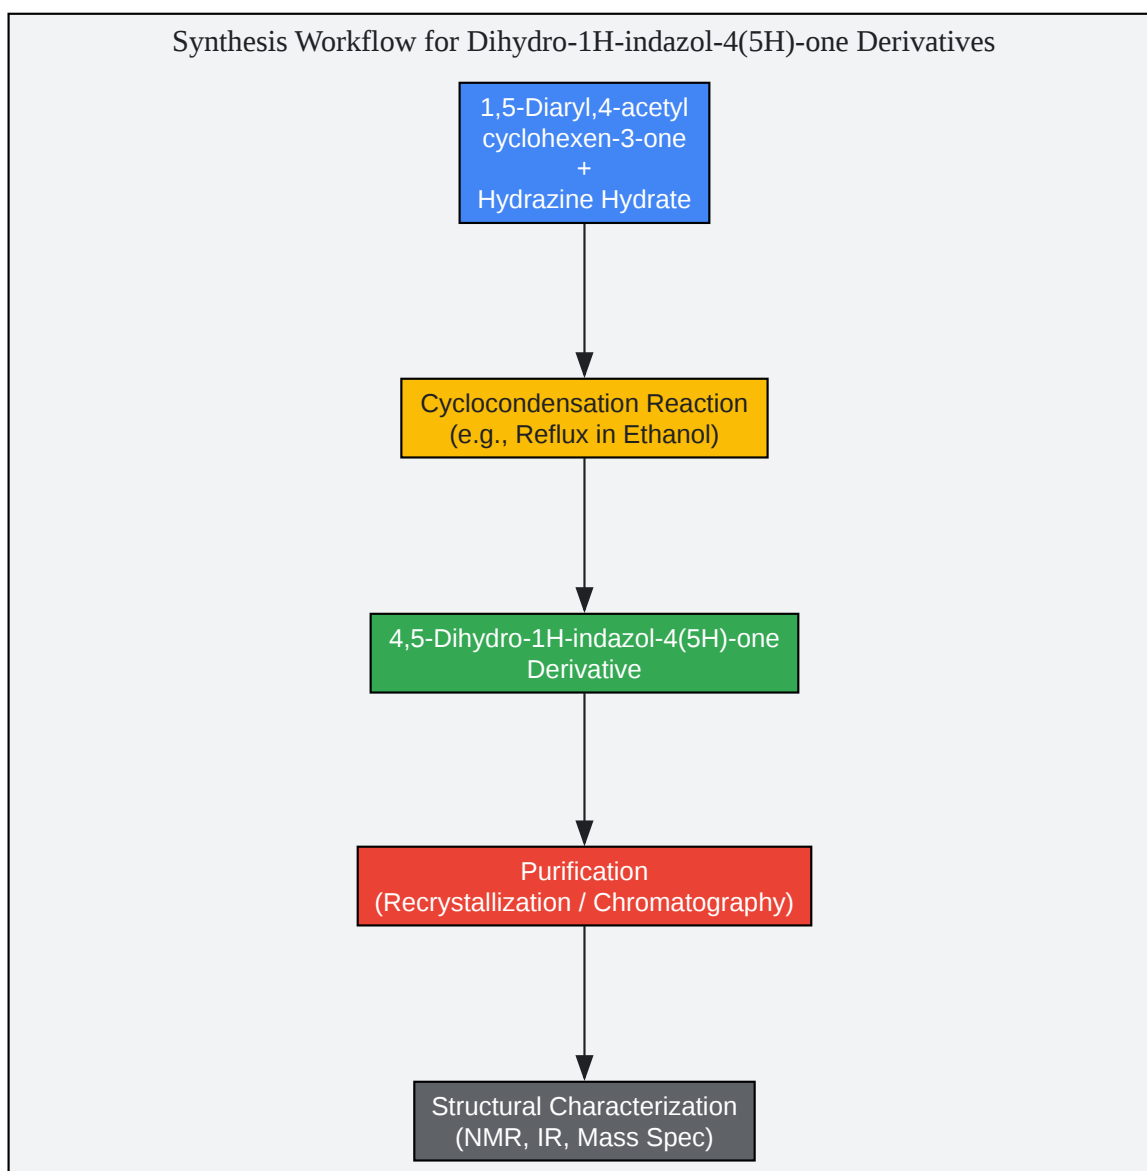 Synthesis Workflow for Dihydro-1H-indazol-4(5H)-one Derivatives
1,5-Diaryl,4-acetyl
cyclohexen-3-one
+
Hydrazine Hydrate
Cyclocondensation Reaction
(e.g., Reflux in Ethanol)
4,5-Dihydro-1H-indazol-4(5H)-one
Derivative
Purification
(Recrystallization / Chromatography)
Structural Characterization
(NMR, IR, Mass Spec)